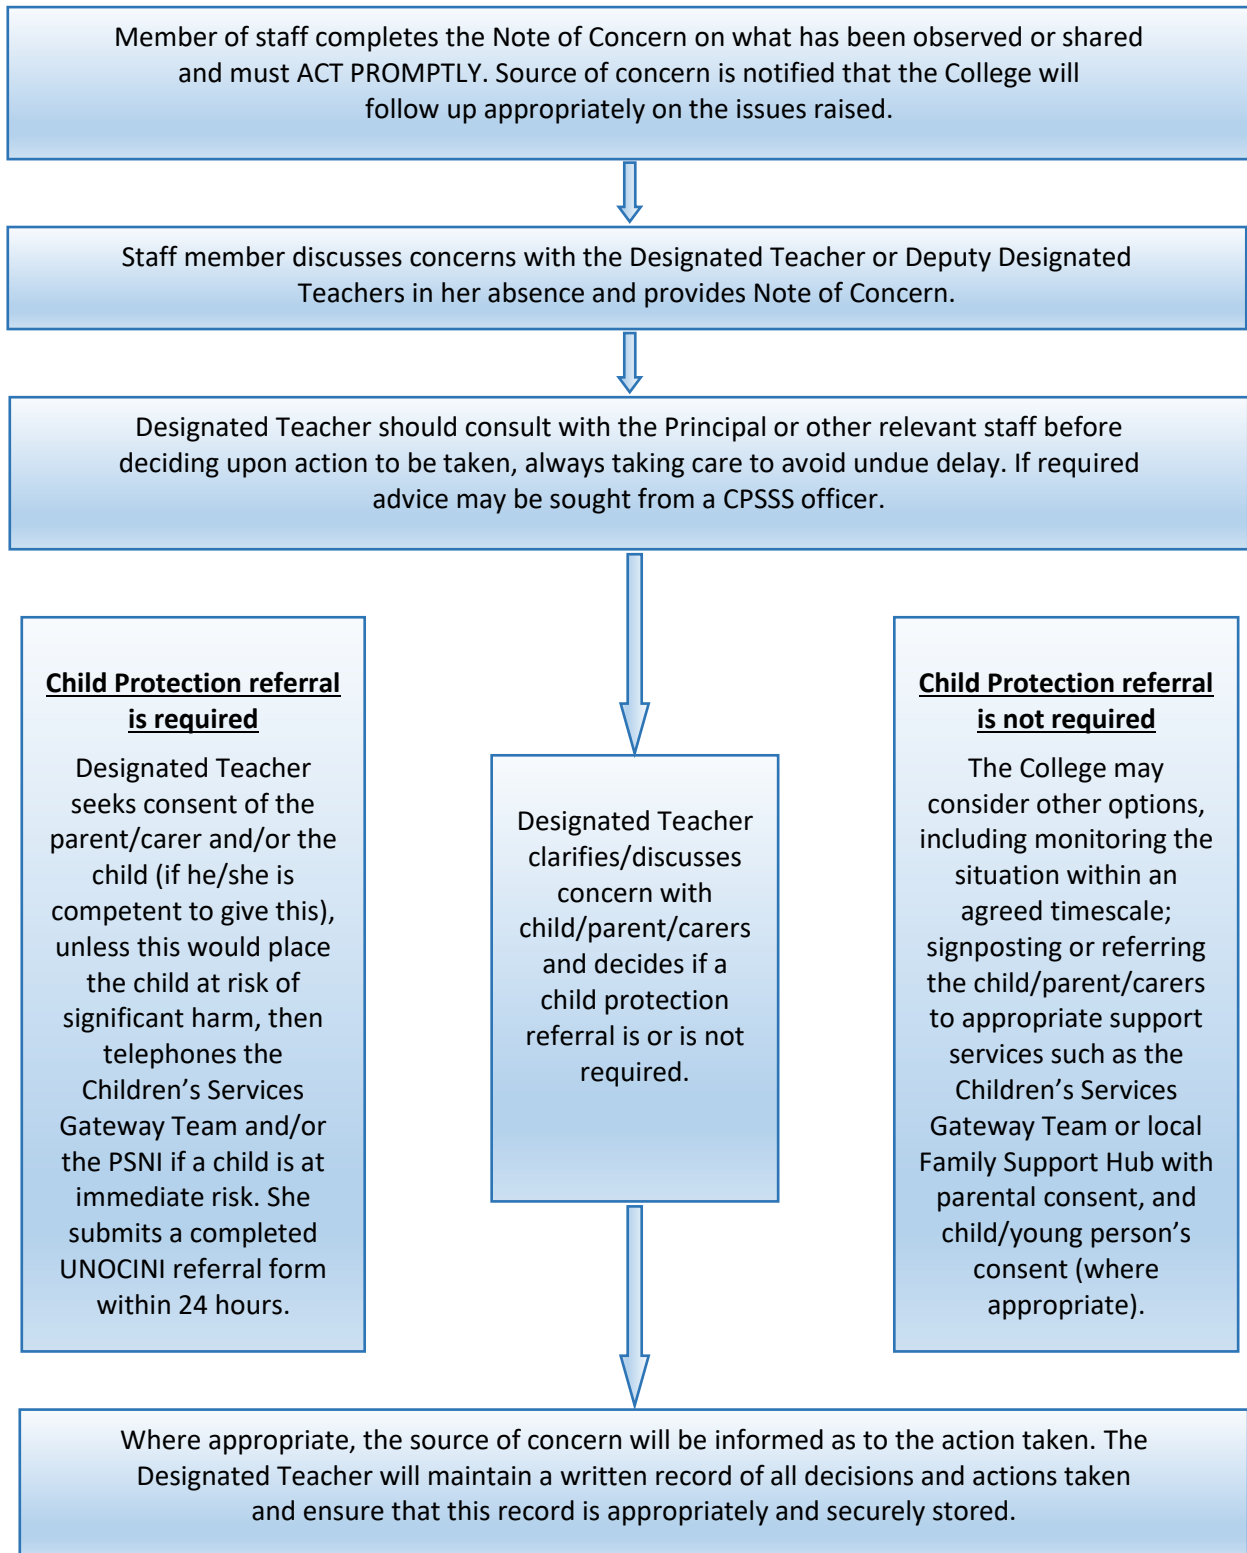 Member of staff completes the Note of Concern on what has been observed or shared
and must ACT PROMPTLY. Source of concern is notified that the College will
follow up appropriately on the issues raised.
Staff member discusses concerns with the Designated Teacher or Deputy Designated
Teachers in her absence and provides Note of Concern.
Designated Teacher should consult with the Principal or other relevant staff before
deciding upon action to be taken, always taking care to avoid undue delay. If required
advice may be sought from a CPSSS officer.
Child Protection referral
is required
Designated Teacher
seeks consent of the
parent/carer and/or the
child (if he/she is
competent to give this),
unless this would place
the child at risk of
significant harm, then
telephones the
Children’s Services
Gateway Team and/or
the PSNI if a child is at
immediate risk. She
submits a completed
UNOCINI referral form
within 24 hours.
Designated Teacher
clarifies/discusses
concern with
child/parent/carers
and decides if a
child protection
referral is or is not
required.
Child Protection referral
is not required
The College may
consider other options,
including monitoring the
situation within an
agreed timescale;
signposting or referring
the child/parent/carers
to appropriate support
services such as the
Children’s Services
Gateway Team or local
Family Support Hub with
parental consent, and
child/young person’s
consent (where
appropriate).
Where appropriate, the source of concern will be informed as to the action taken. The
Designated Teacher will maintain a written record of all decisions and actions taken
and ensure that this record is appropriately and securely stored.